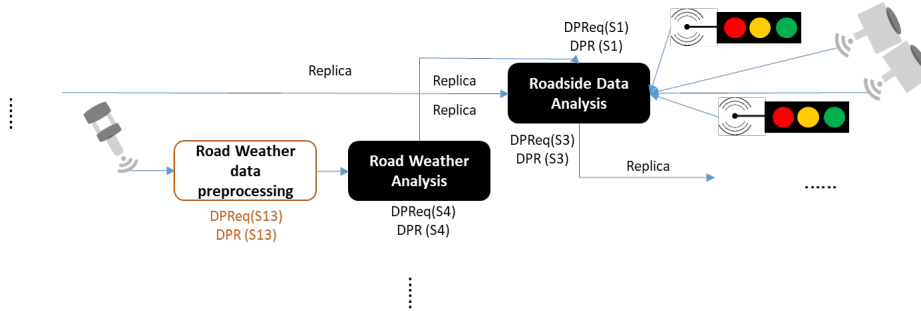 DPReq(S1)
DPR (S1)
Replica
Replica
Replica
Roadside Data
Analysis
Road Weather
data
preprocessing
Road Weather
Analysis
DPReq(S3)
DPR (S3)
Replica
DPReq(S13)
DPR (S13)
DPReq(S4)
DPR (S4)